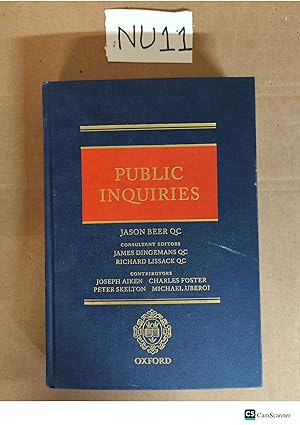 NU11
PUBLIC
INQUIRIES
JASON BEER QC
CONSULTANT EDITORS
JAMES DINGEMANS QC
RICHARD LISSACK QC
CONTRIBUTORS
JOSEPH AIKEN CHARLES FOSTER
PETER SKELTON MICHAEL UBEROI
OXFORD
CS CamScanner